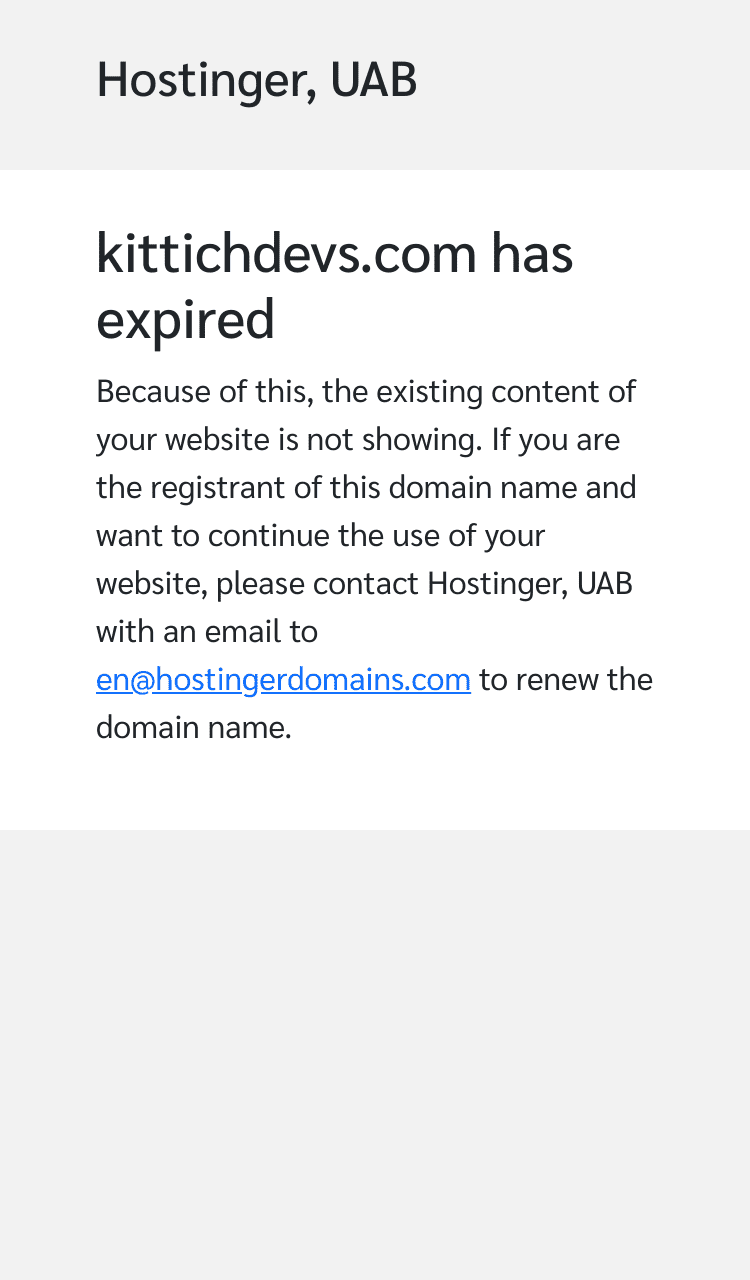 Hostinger, UAB
kittichdevs.com has
expired
Because of this, the existing content of
your website is not showing. If you are
the registrant of this domain name and
want to continue the use of your
website, please contact Hostinger, UAB
with an email to
en@hostingerdomains.com to renew the
domain name.